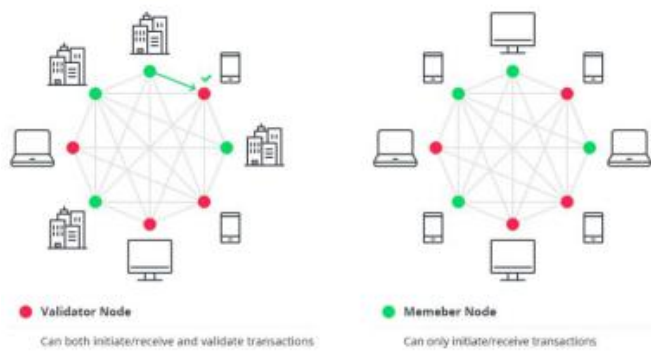 Validator Node
Can both initiate/receive and validate transactions
Memeber Node
Can only initiate/receive transactions